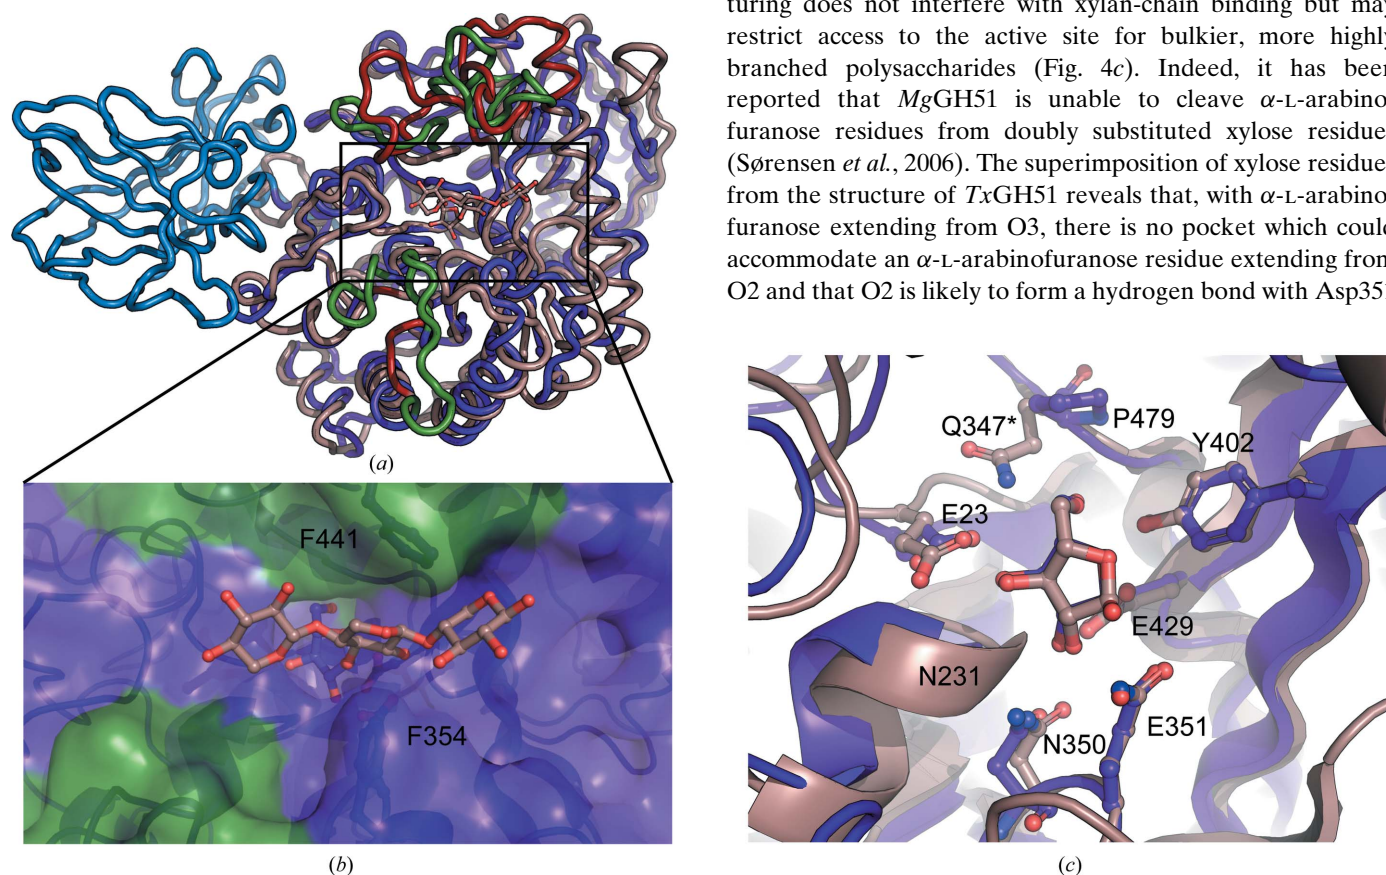 turing does not interfere with xylan-chain binding but may
restrict access to the active site for bulkier, more highly
branched polysaccharides (Fig. 4c). Indeed, it has been
reported that MgGH51 is unable to cleave α-L-arabino
furanose residues from doubly substituted xylose residue
(Sørensen et al., 2006). The superimposition of xylose residue
from the structure of TxGH51 reveals that, with α-L-arabino
furanose extending from O3, there is no pocket which could
accommodate an α-L-arabinofuranose residue extending from
O2 and that O2 is likely to form a hydrogen bond with Asp351
(a)
F441
F354
(b)
Q347*
P479
Y402
E23
E429
N231
N350
E351
(c)